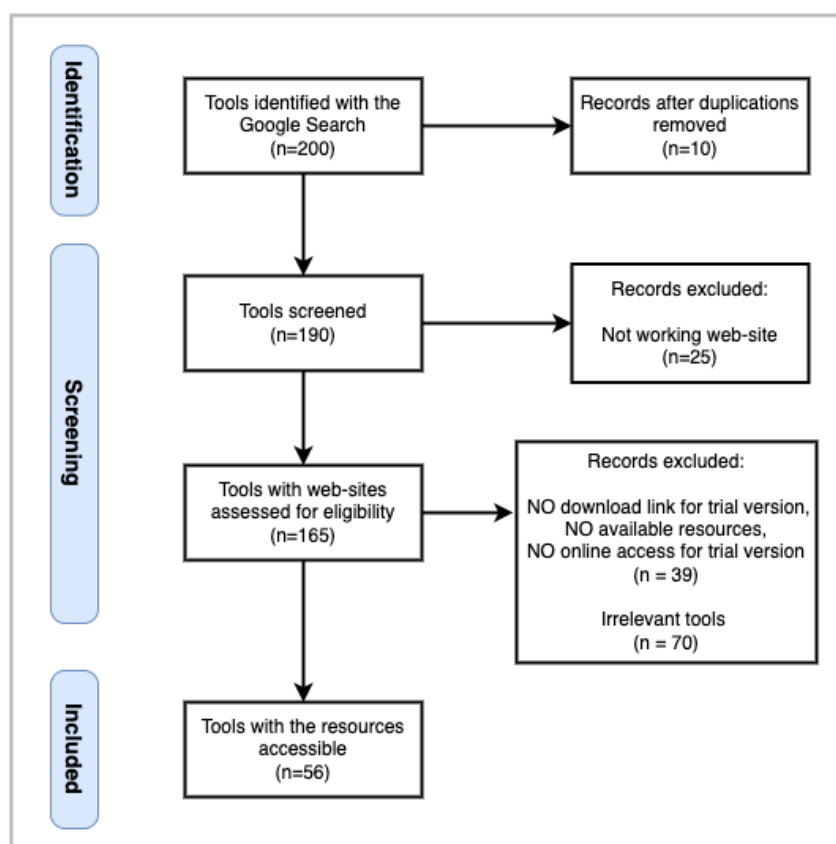 Identification
Tools identified with the
Google Search
(n=200)
Records after duplications
removed
(n=10)
Screening
Tools screened
(n=190)
Records excluded:
Not working web-site
(n=25)
Tools with web-sites
assessed for eligibility
(n=165)
Records excluded:
NO download link for trial version,
NO available resources,
NO online access for trial version
(n = 39)
Irrelevant tools
(n = 70)
Included
Tools with the resources
accessible
(n=56)